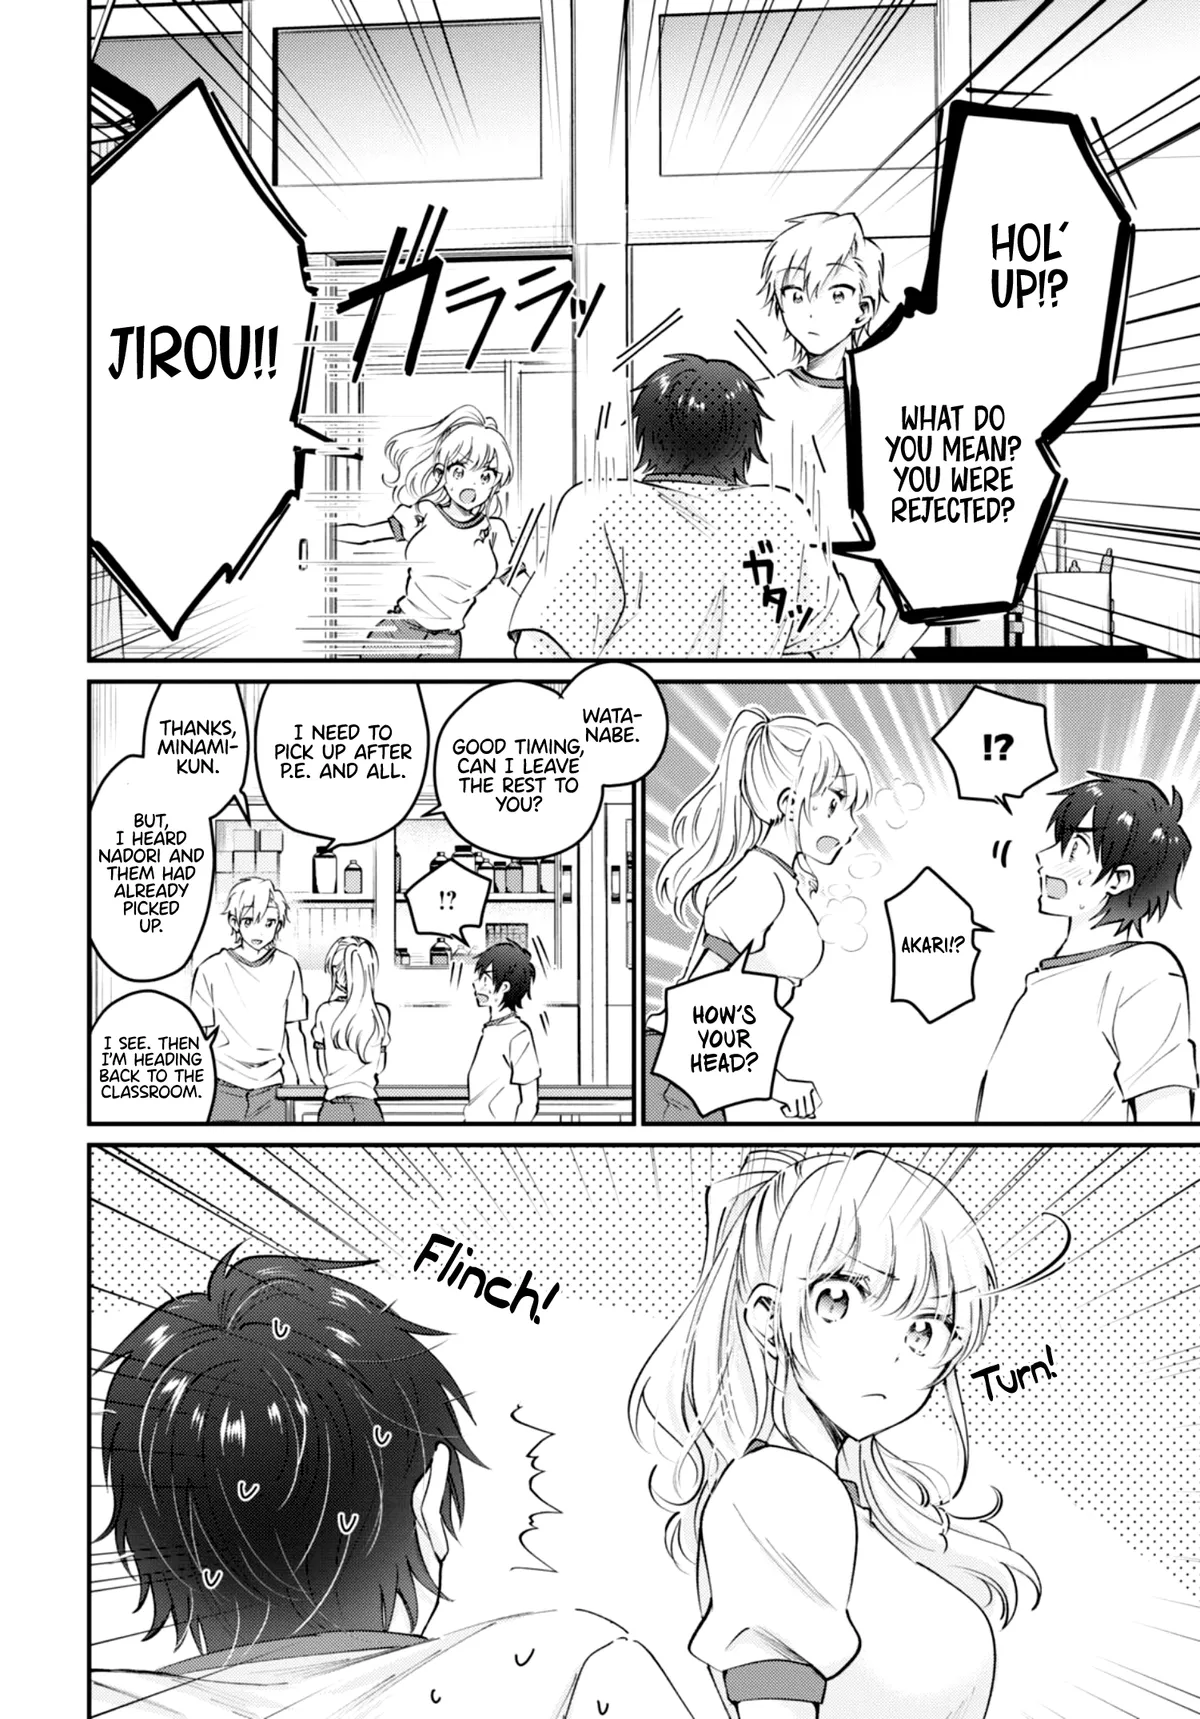 HOL'
UP!?
WHAT DO
YOU MEAN?
YOU WERE
REJECTED?
ガタッ
ガララッ
JIROU!!
!?
AKARI!?
HOW'S
YOUR
HEAD?
WATA-
NABE.
GOOD TIMING,
CAN I LEAVE
THE REST TO
YOU?
I NEED TO
PICK UP AFTER
P.E. AND ALL.
!?
THANKS,
MINAMI-
KUN.
BUT,
I HEARD
NADORI AND
THEM HAD
ALREADY
PICKED
UP.
I SEE. THEN
I'M HEADING
BACK TO THE
CLASSROOM.
Turn!
Flinch!